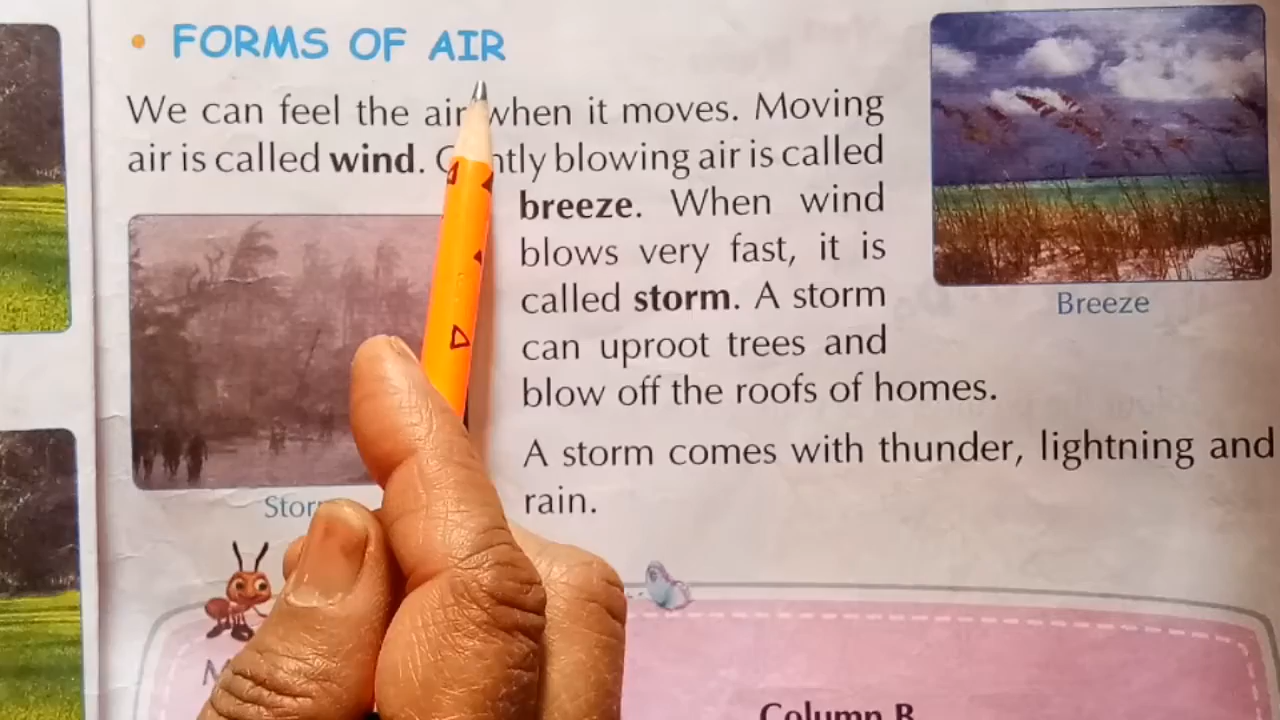 • FORMS OF AIR
We can feel the air when it moves. Moving
air is called wind. Gently blowing air is called
breeze. When wind
blows very fast, it is
called storm. A storm
can uproot trees and
blow off the roofs of homes.
A storm comes with thunder, lightning and
rain.
Breeze
Storm
Column B